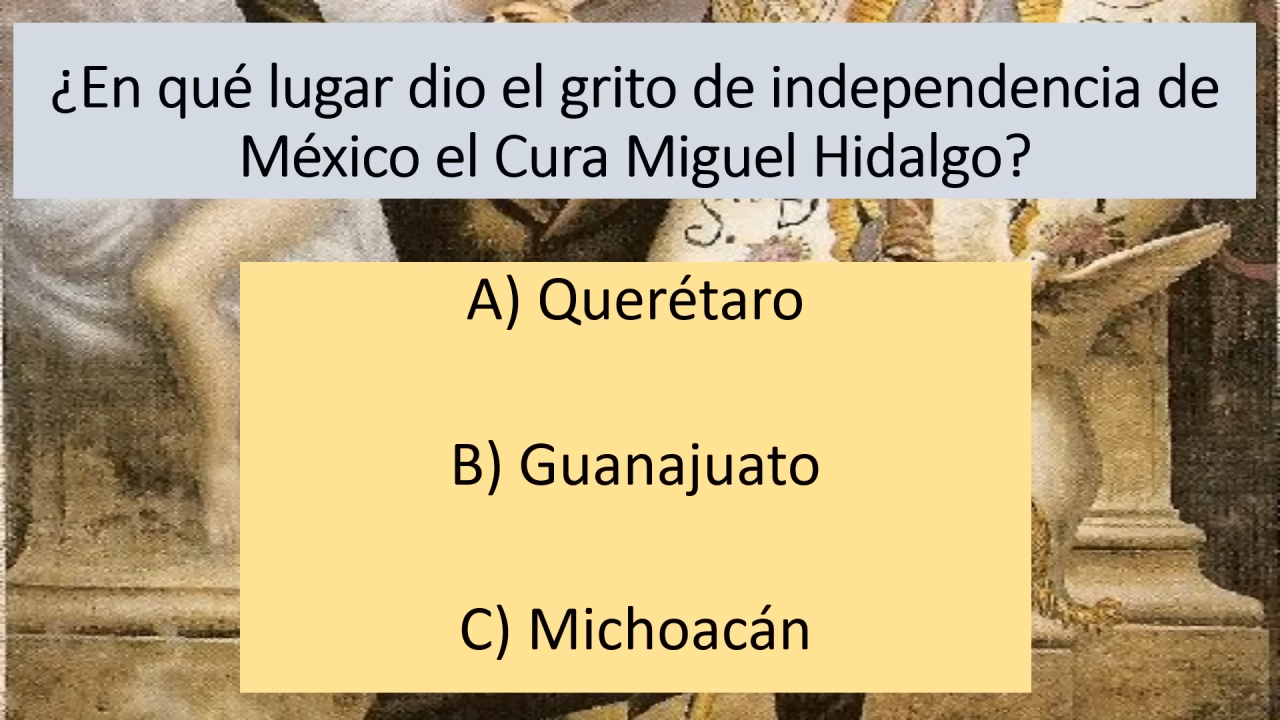 ¿En qué lugar dio el grito de independencia de
México el Cura Miguel Hidalgo?
S. D
A) Querétaro
B) Guanajuato
C) Michoacán